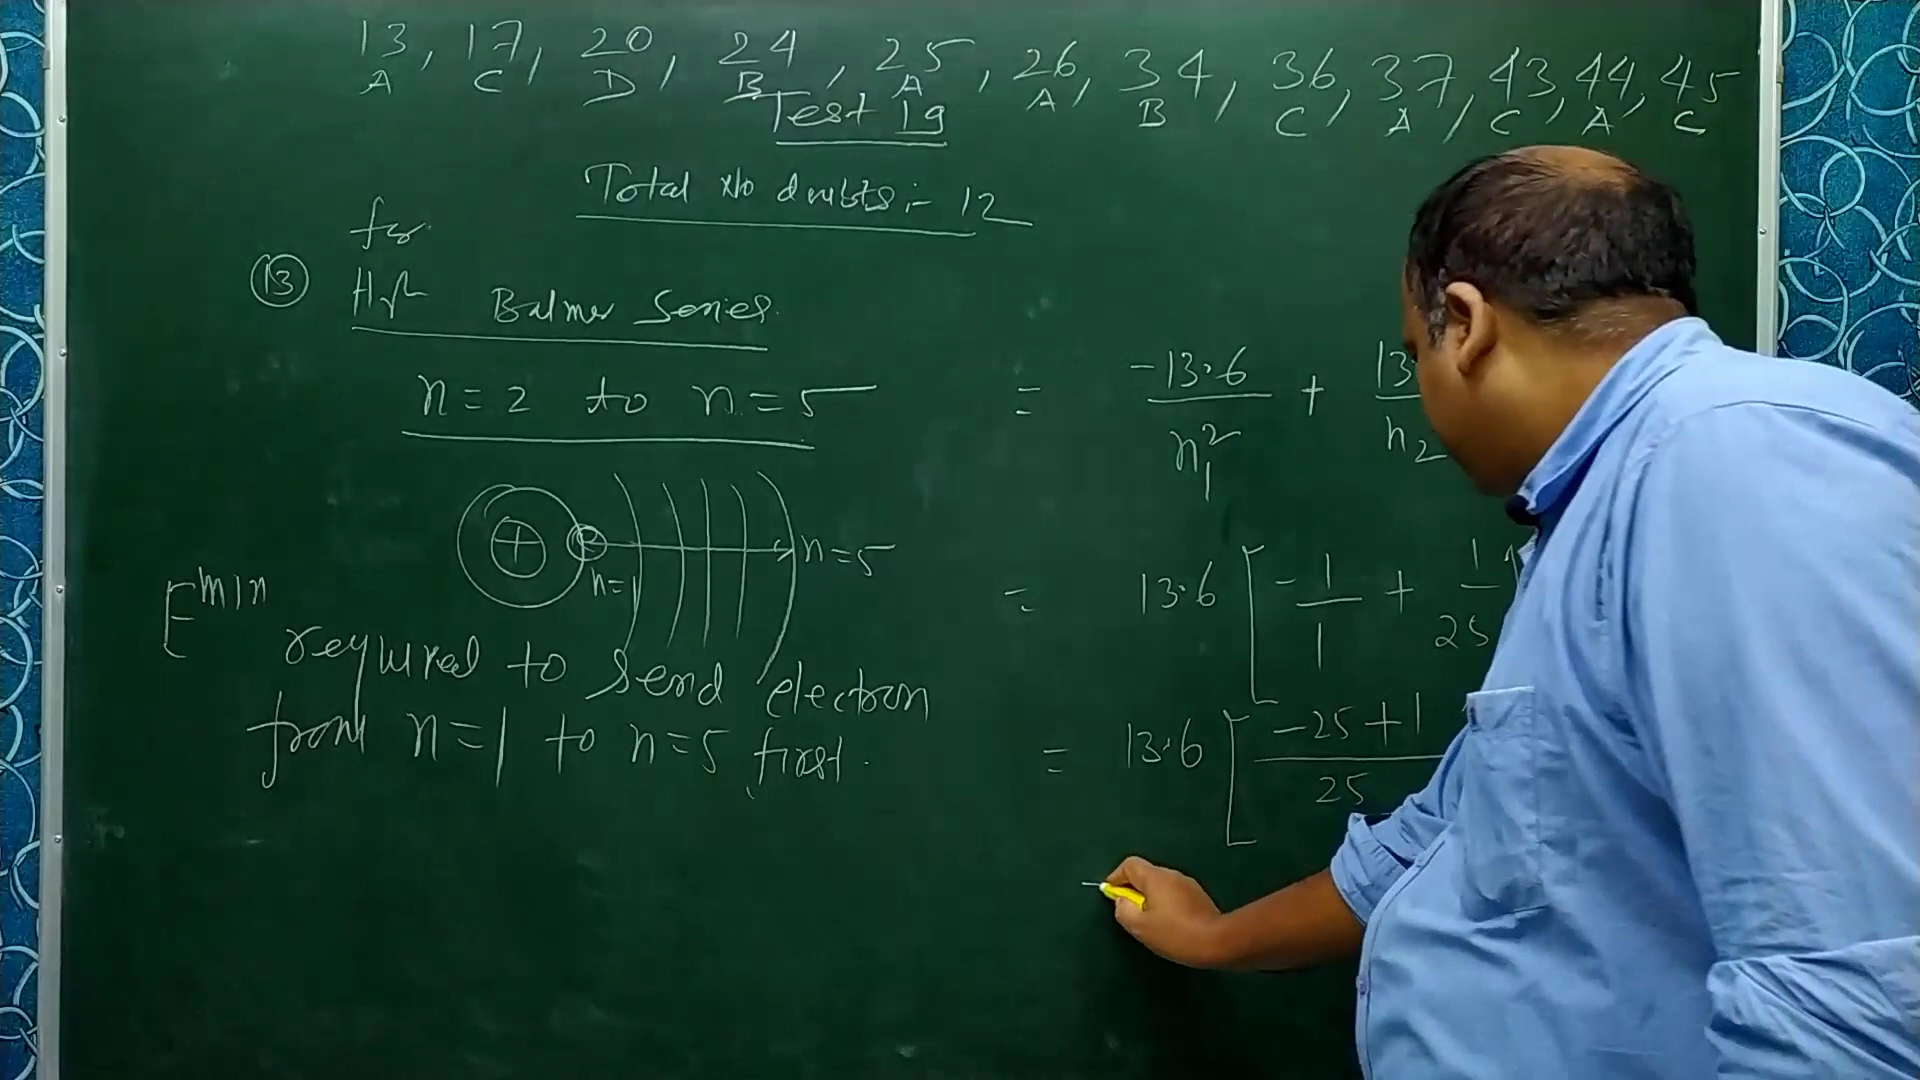 13, 17, 20, 24, 25, 26, 34, 36, 37, 43, 44, 45
A C D B A A B C A C A C
Test 19
Total No doubts :- 12
for
13 Balmer Series.
n=2 to n=5
n=1 n=5
E min
required to send electron
from n=1 to n=5 first.
= -13.6/n₁² + 13 / n₂
= 13.6 [ -1/1 + 1/25
= 13.6 [ -25+1 / 25